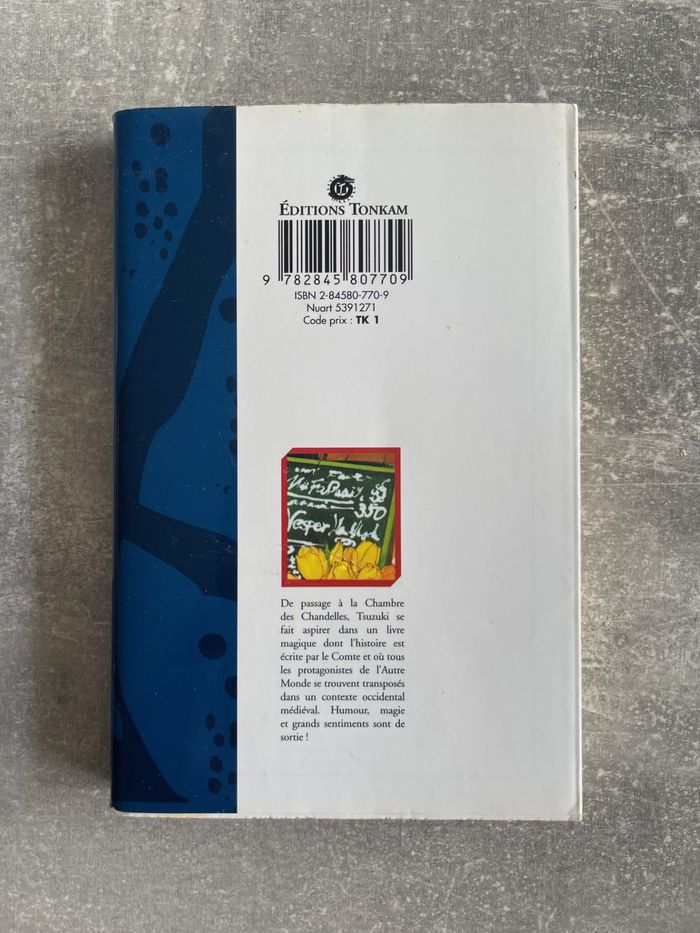 ÉDITIONS TONKAM
9 782845 807709
ISBN 2-84580-770-9
Nuart 5391271
Code prix : TK 1
350
Vesper
De passage à la Chambre
des Chandelles, Tsuzuki se
fait aspirer dans un livre
magique dont l'histoire est
écrite par le Comte et où tous
les protagonistes de l'Autre
Monde se trouvent transposés
dans un contexte occidental
médiéval. Humour, magie
et grands sentiments sont de
sortie !